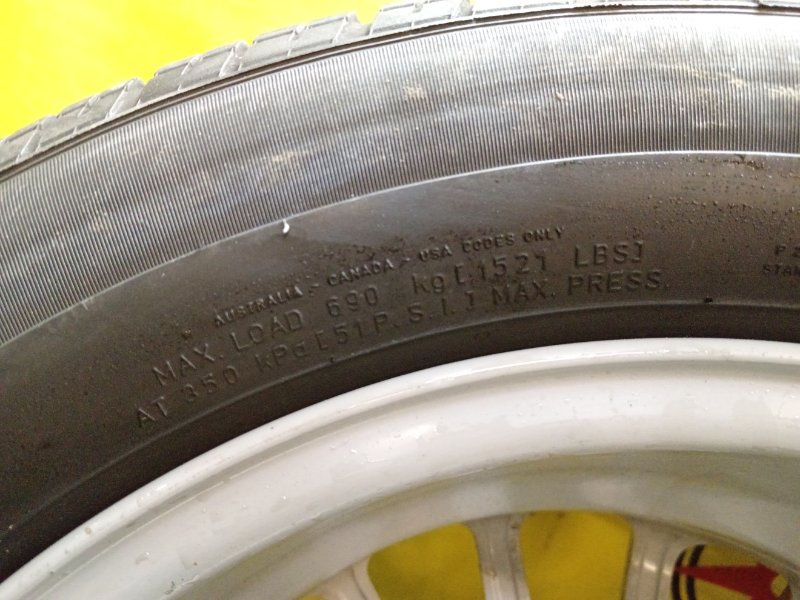 AUSTRALIA - CANADA - USA CODES ONLY
MAX. LOAD 690 kg [1521 LBS]
AT 350 KPa [51 P.S.I.] MAX. PRESS.
P